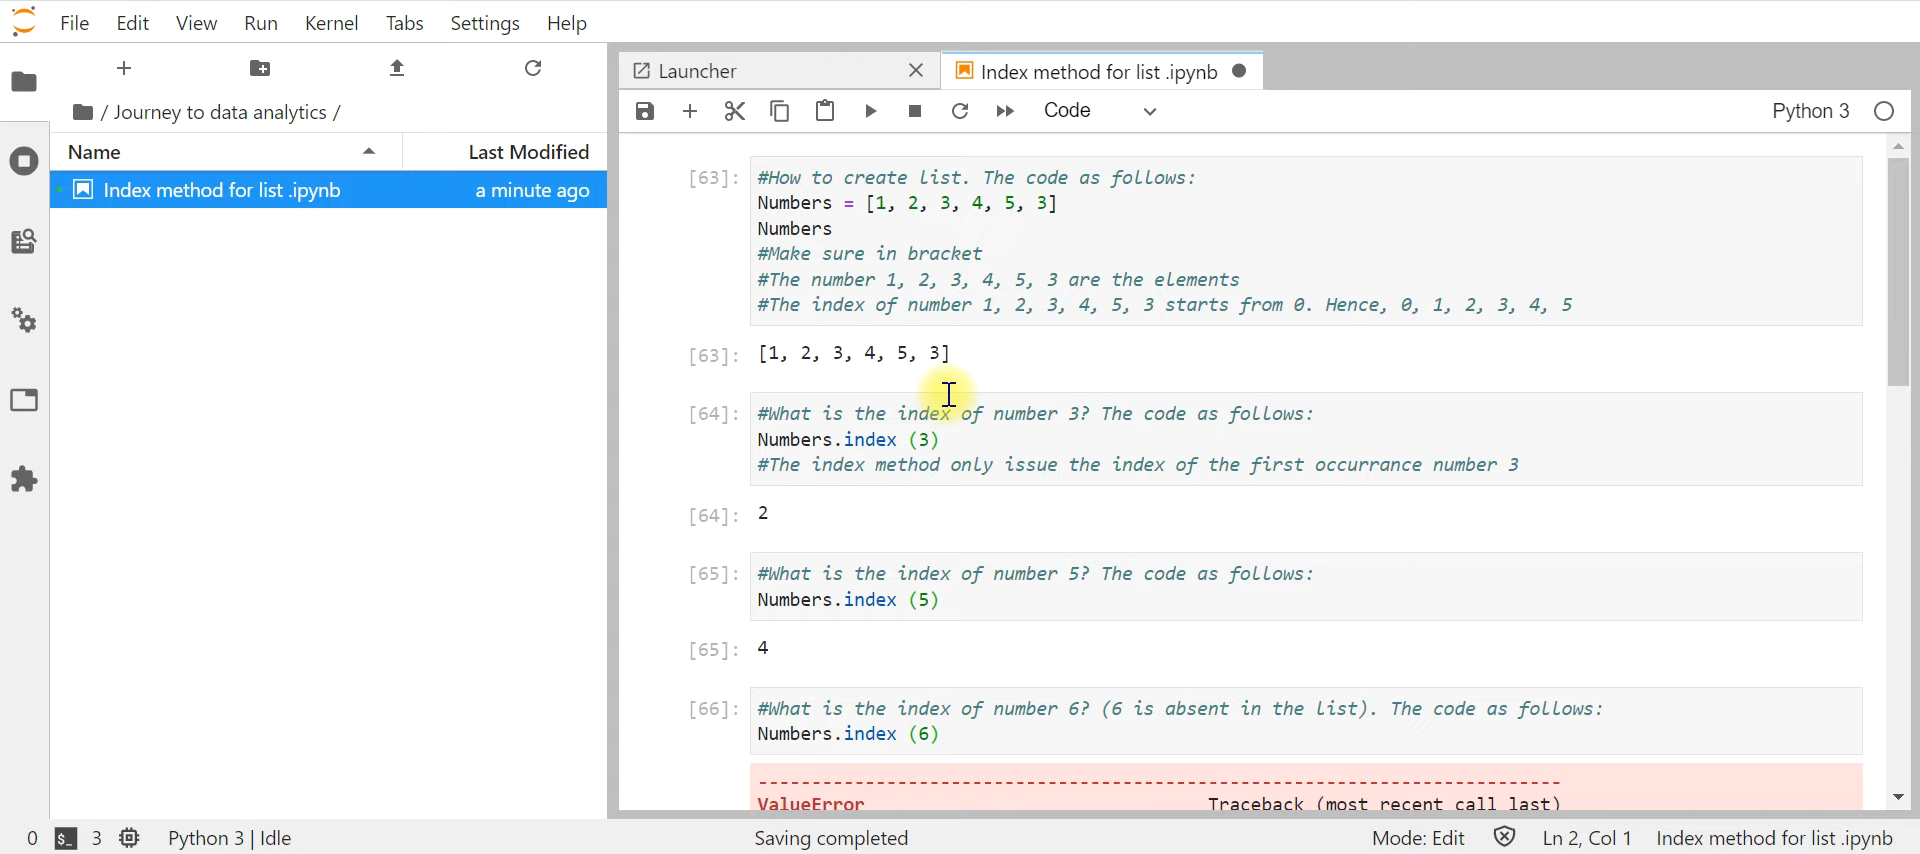 File Edit View Run Kernel Tabs Settings Help
/ Journey to data analytics /
Name Last Modified
Index method for list .ipynb a minute ago
Launcher Index method for list .ipynb
Code Python 3
[63]: #How to create list. The code as follows:
Numbers = [1, 2, 3, 4, 5, 3]
Numbers
#Make sure in bracket
#The number 1, 2, 3, 4, 5, 3 are the elements
#The index of number 1, 2, 3, 4, 5, 3 starts from 0. Hence, 0, 1, 2, 3, 4, 5
[63]: [1, 2, 3, 4, 5, 3]
[64]: #What is the index of number 3? The code as follows:
Numbers.index (3)
#The index method only issue the index of the first occurrance number 3
[64]: 2
[65]: #What is the index of number 5? The code as follows:
Numbers.index (5)
[65]: 4
[66]: #What is the index of number 6? (6 is absent in the list). The code as follows:
Numbers.index (6)
--------------------------------------------------------------------------
ValueError Traceback (most recent call last)
0 $_ 3 Python 3 | Idle Saving completed Mode: Edit Ln 2, Col 1 Index method for list .ipynb